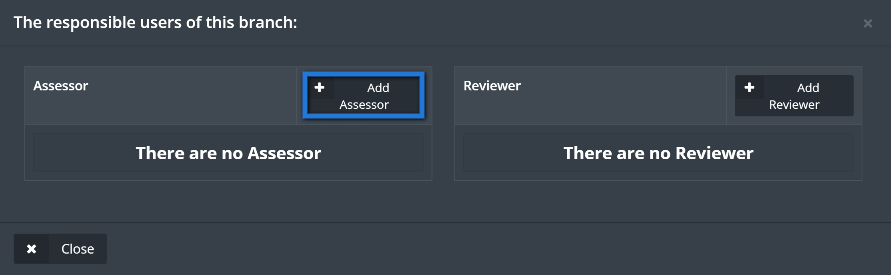 The responsible users of this branch:
Assessor
Add
Assessor
Reviewer
Add
Reviewer
There are no Assessor
There are no Reviewer
Close